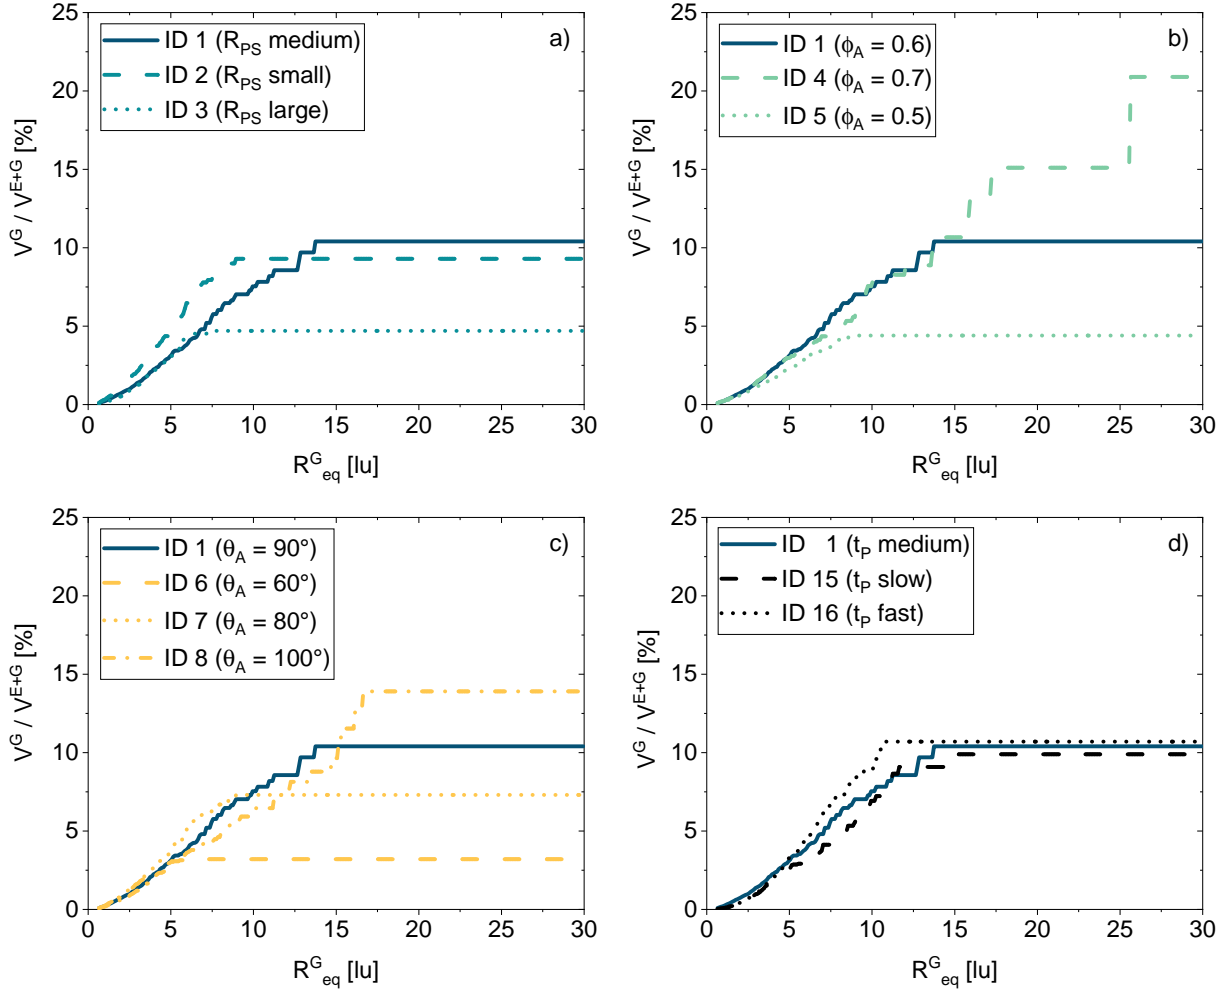 a)
ID 1 (R_PS medium)
ID 2 (R_PS small)
ID 3 (R_PS large)
25
20
15
10
5
0
V^G / V^E+G [%]
0 5 10 15 20 25 30
R^G_eq [lu]
b)
ID 1 (ϕ_A = 0.6)
ID 4 (ϕ_A = 0.7)
ID 5 (ϕ_A = 0.5)
25
20
15
10
5
0
V^G / V^E+G [%]
0 5 10 15 20 25 30
R^G_eq [lu]
c)
ID 1 (θ_A = 90°)
ID 6 (θ_A = 60°)
ID 7 (θ_A = 80°)
ID 8 (θ_A = 100°)
25
20
15
10
5
0
V^G / V^E+G [%]
0 5 10 15 20 25 30
R^G_eq [lu]
d)
ID 1 (t_P medium)
ID 15 (t_P slow)
ID 16 (t_P fast)
25
20
15
10
5
0
V^G / V^E+G [%]
0 5 10 15 20 25 30
R^G_eq [lu]